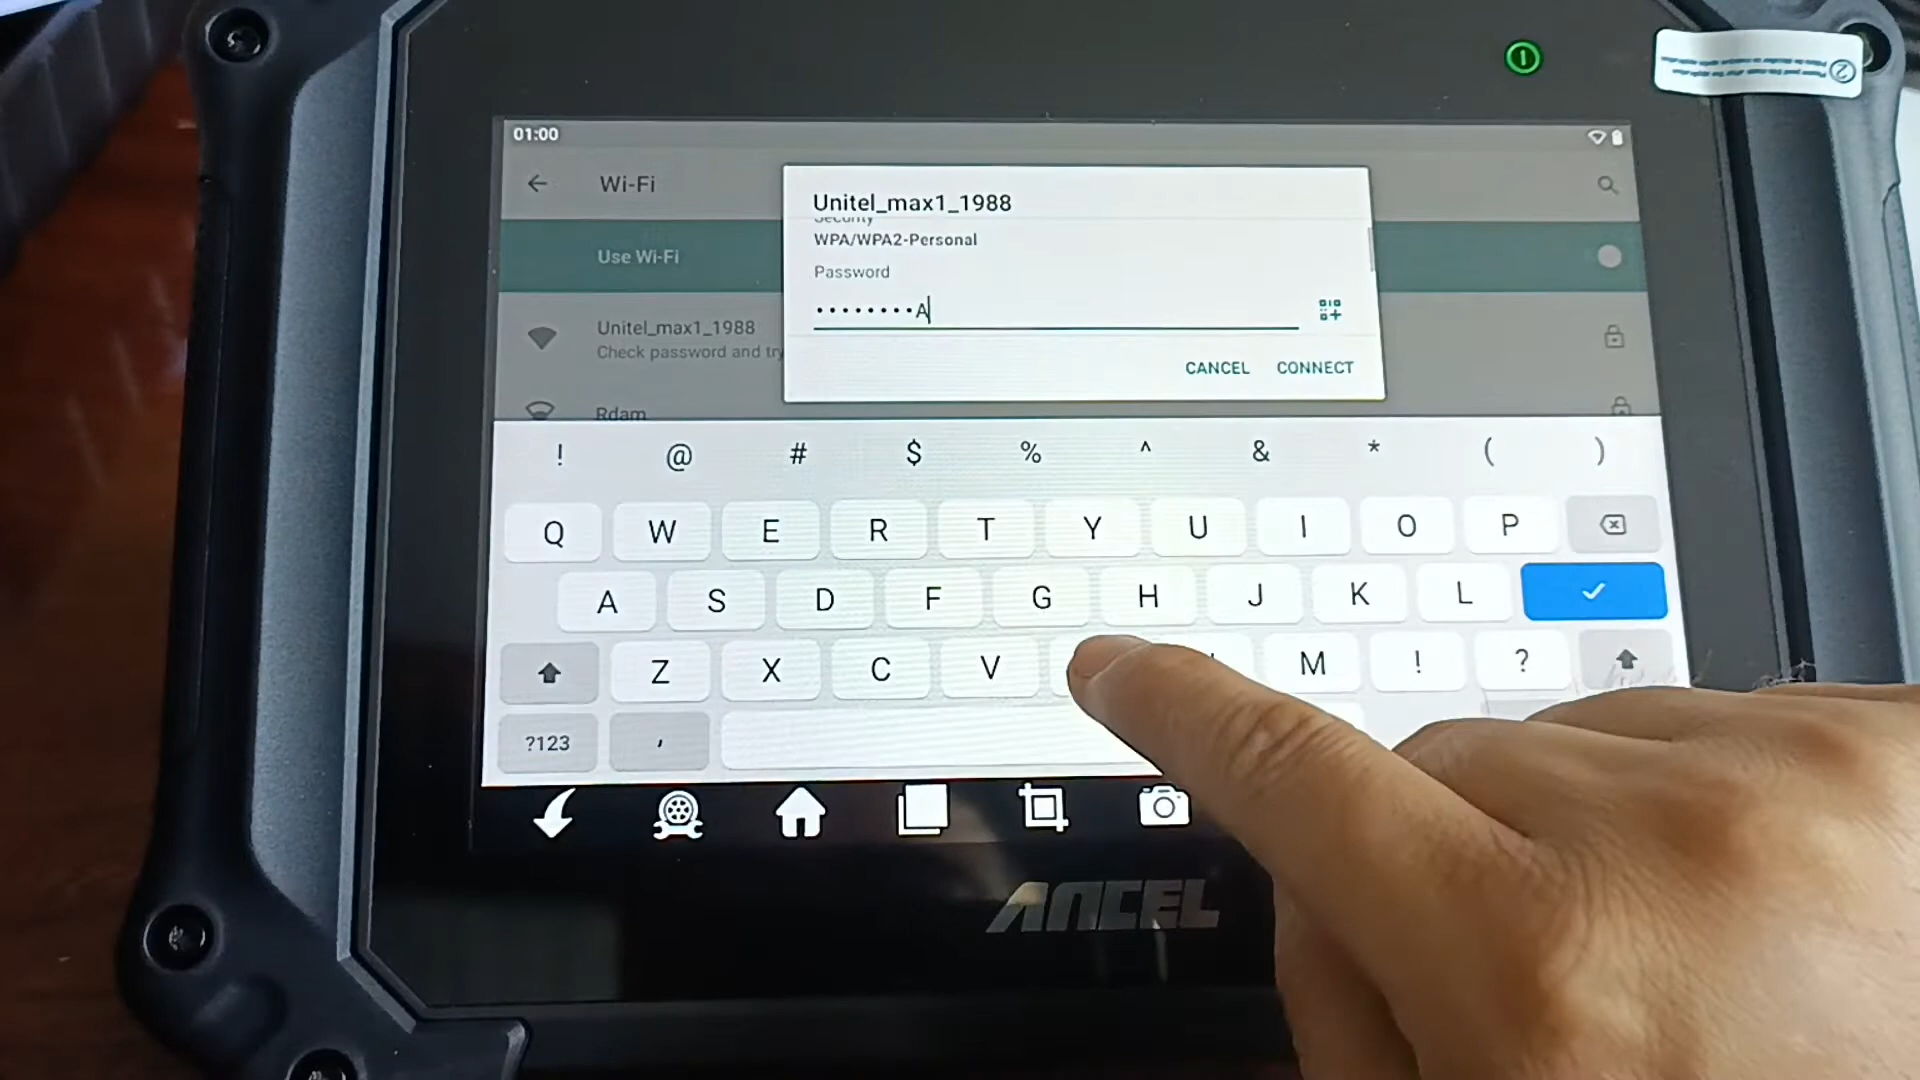 01:00
Wi-Fi
Unitel_max1_1988
Security
WPA/WPA2-Personal
Use Wi-Fi
Password
••••••••A
Unitel_max1_1988
Check password and try
CANCEL CONNECT
Rdam
! @ # $ % ^ & * ( )
Q W E R T Y U I O P
A S D F G H J K L
Z X C V M ! ?
?123 ,
ANCEL